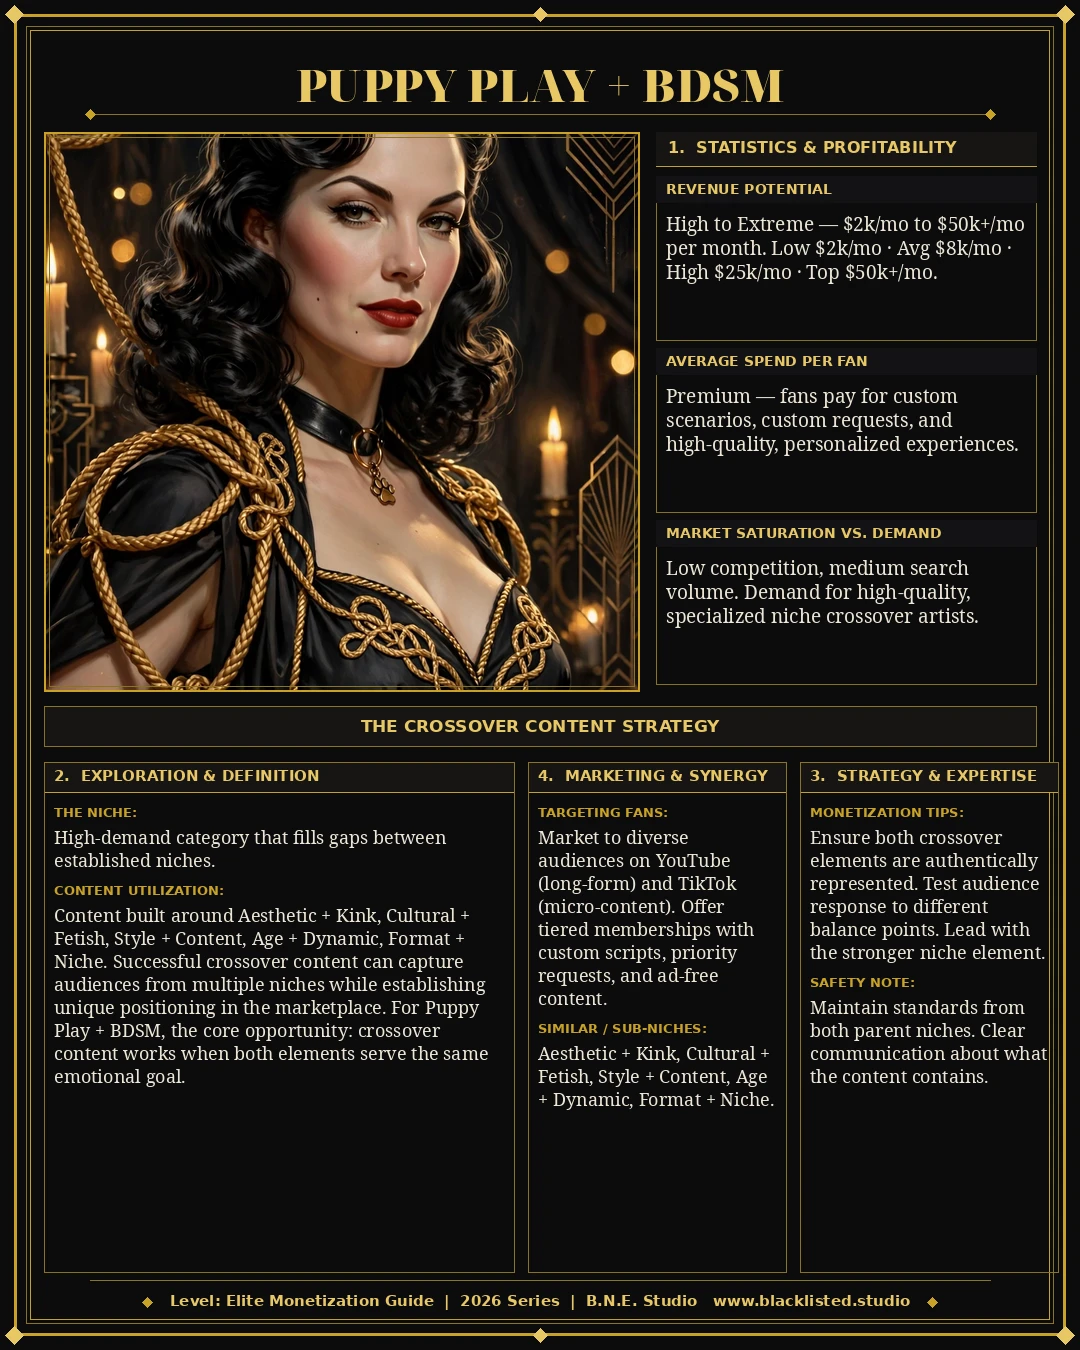 PUPPY PLAY + BDSM
1. STATISTICS & PROFITABILITY
REVENUE POTENTIAL
High to Extreme — $2k/mo to $50k+/mo
per month. Low $2k/mo · Avg $8k/mo ·
High $25k/mo · Top $50k+/mo.
AVERAGE SPEND PER FAN
Premium — fans pay for custom
scenarios, custom requests, and
high-quality, personalized experiences.
MARKET SATURATION VS. DEMAND
Low competition, medium search
volume. Demand for high-quality,
specialized niche crossover artists.
THE CROSSOVER CONTENT STRATEGY
2. EXPLORATION & DEFINITION
THE NICHE:
High-demand category that fills gaps between
established niches.
CONTENT UTILIZATION:
Content built around Aesthetic + Kink, Cultural +
Fetish, Style + Content, Age + Dynamic, Format +
Niche. Successful crossover content can capture
audiences from multiple niches while establishing
unique positioning in the marketplace. For Puppy
Play + BDSM, the core opportunity: crossover
content works when both elements serve the same
emotional goal.
4. MARKETING & SYNERGY
TARGETING FANS:
Market to diverse
audiences on YouTube
(long-form) and TikTok
(micro-content). Offer
tiered memberships with
custom scripts, priority
requests, and ad-free
content.
SIMILAR / SUB-NICHES:
Aesthetic + Kink, Cultural +
Fetish, Style + Content, Age
+ Dynamic, Format + Niche.
3. STRATEGY & EXPERTISE
MONETIZATION TIPS:
Ensure both crossover
elements are authentically
represented. Test audience
response to different
balance points. Lead with
the stronger niche element.
SAFETY NOTE:
Maintain standards from
both parent niches. Clear
communication about what
the content contains.
Level: Elite Monetization Guide | 2026 Series | B.N.E. Studio www.blacklisted.studio